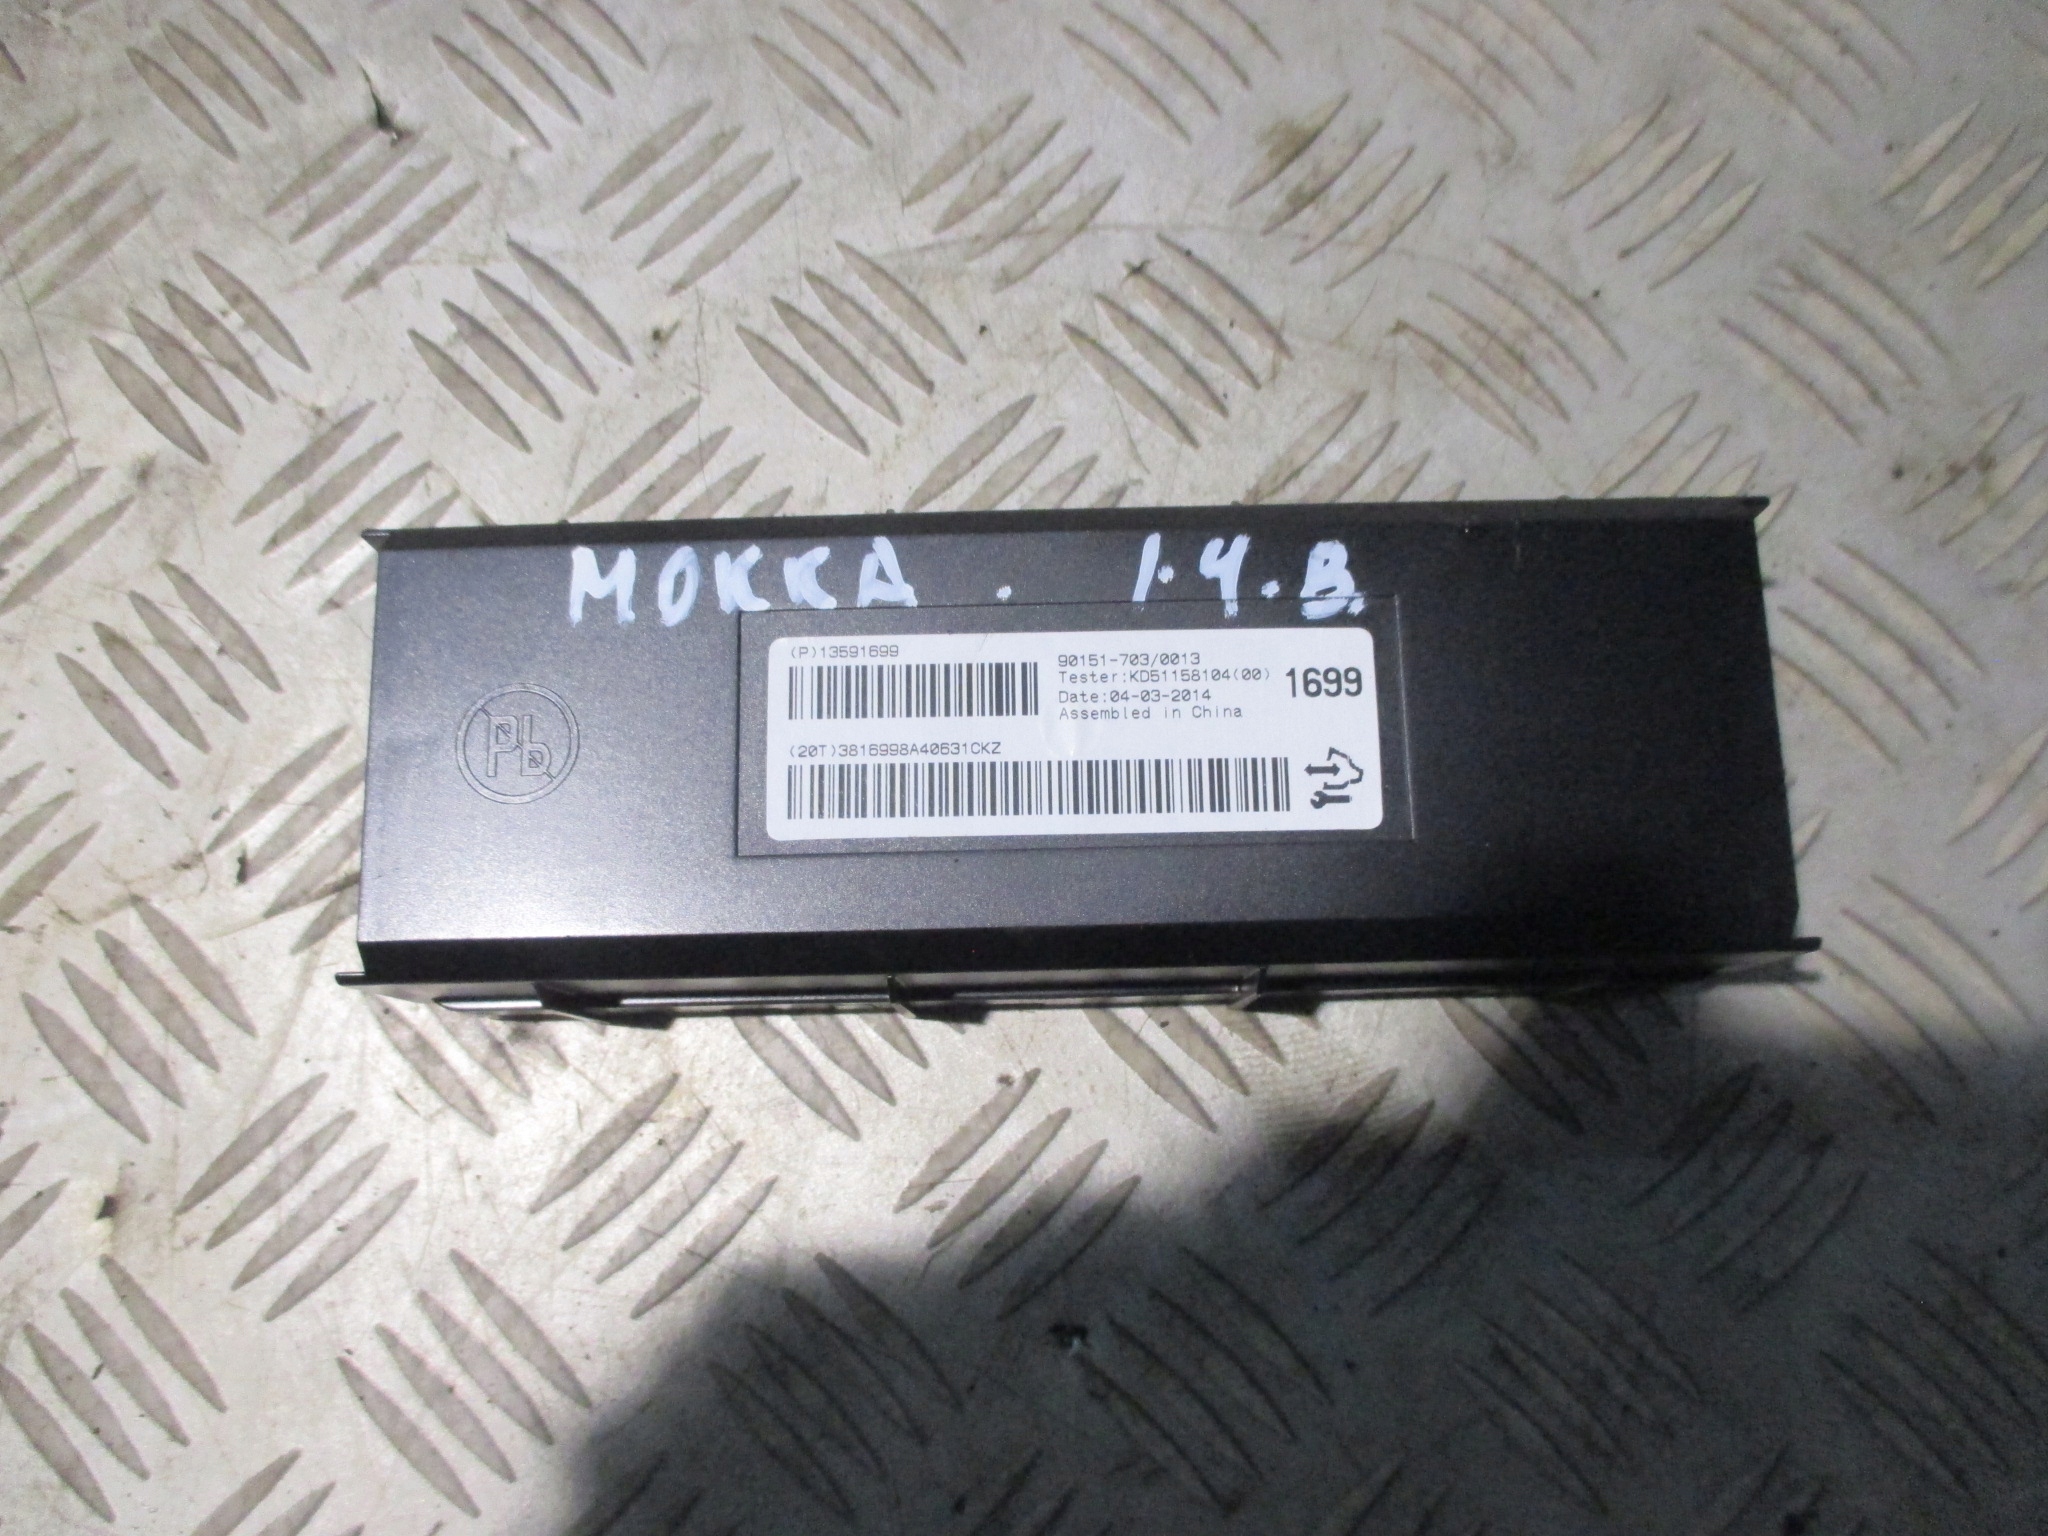 MOKKA . 1.4.B.
(P)13591699
90151-703/0013
Tester:KD51158104(00)
Date:04-03-2014
Assembled in China
1699
(20T)3816998A40631CKZ
Pb